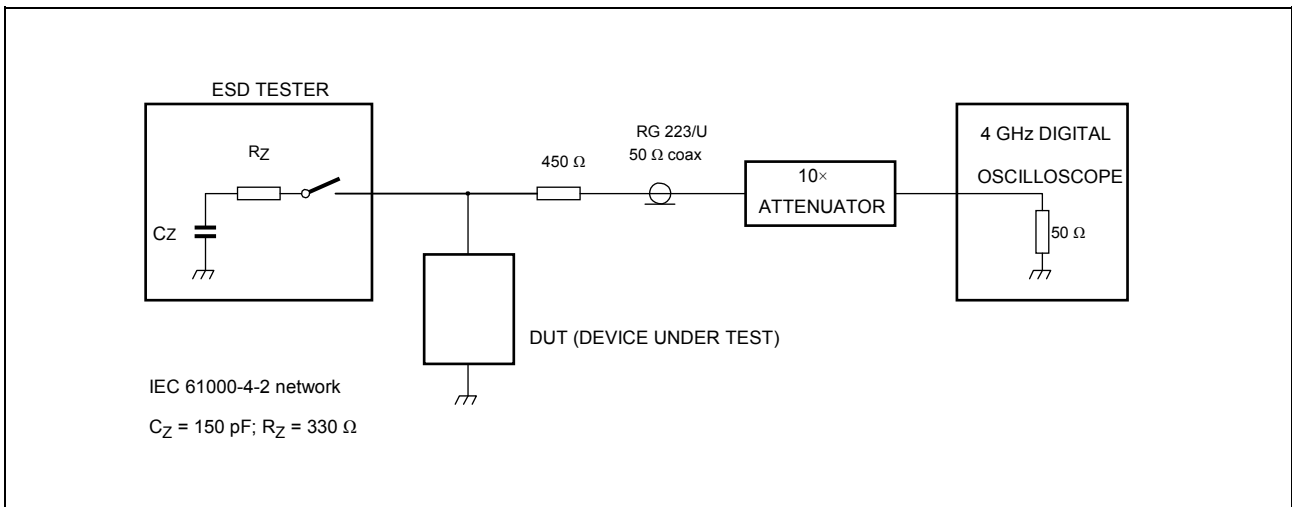 ESD TESTER
RZ
CZ
450 Ω
RG 223/U
50 Ω coax
10×
ATTENUATOR
4 GHz DIGITAL
OSCILLOSCOPE
50 Ω
DUT (DEVICE UNDER TEST)
IEC 61000-4-2 network
CZ = 150 pF; RZ = 330 Ω